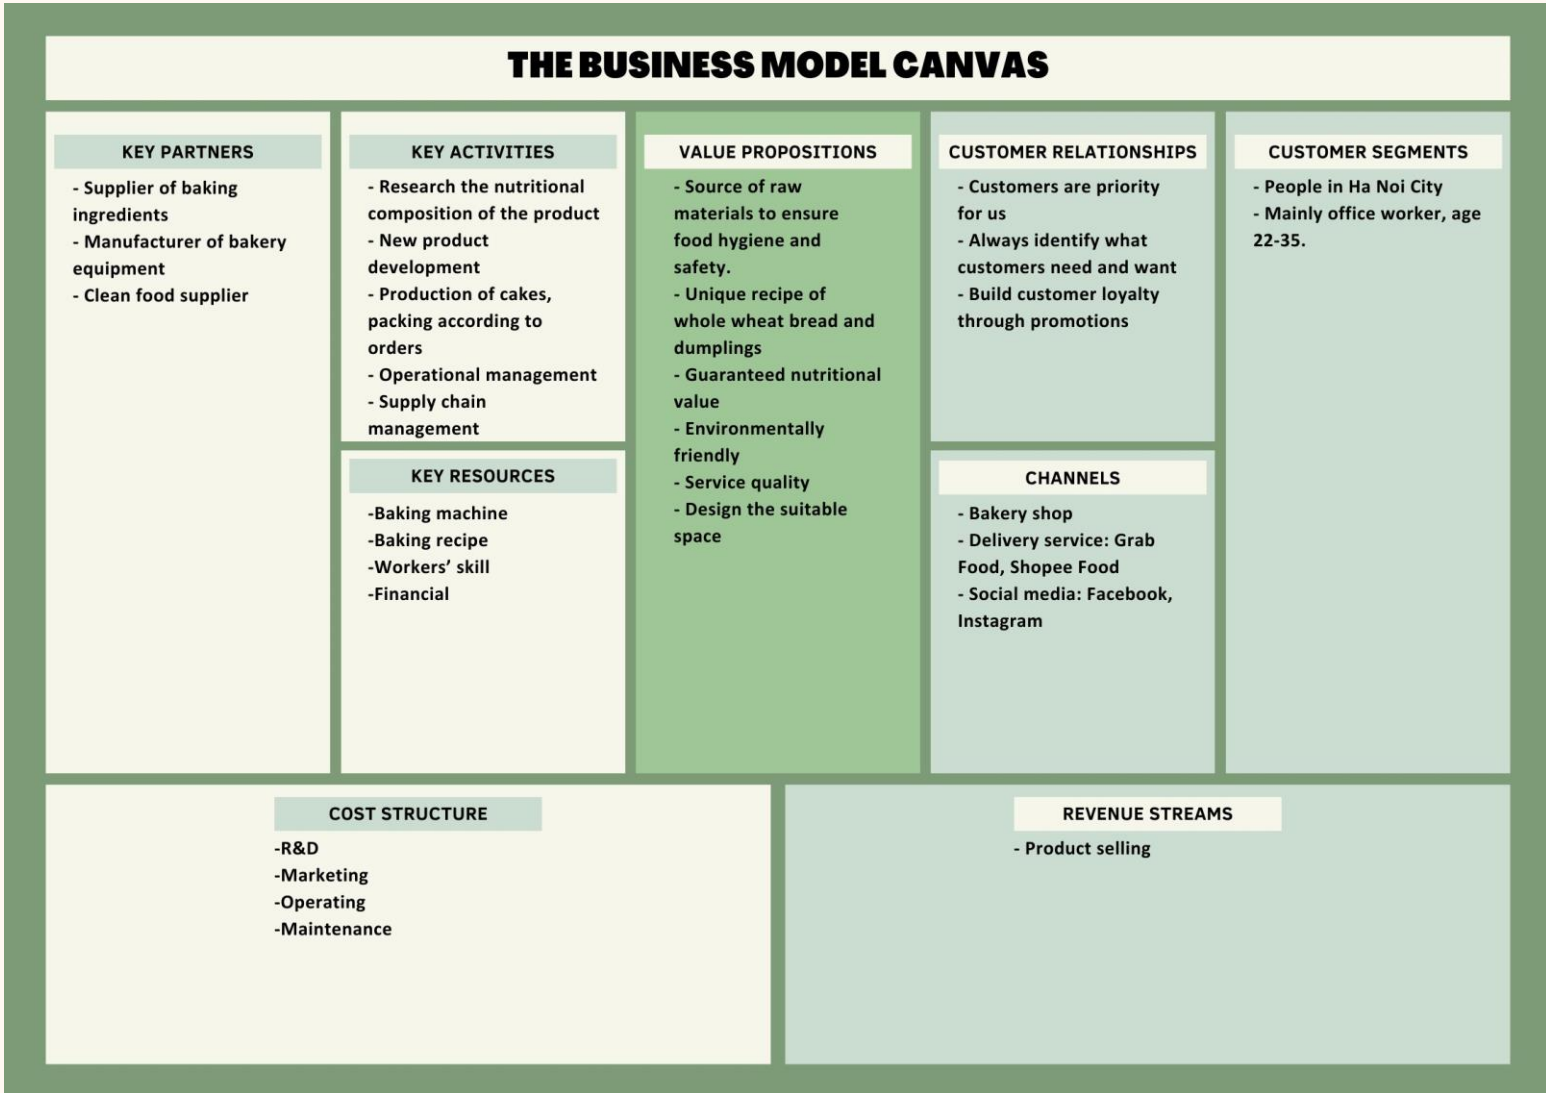 THE BUSINESS MODEL CANVAS
KEY PARTNERS
- Supplier of baking
ingredients
- Manufacturer of bakery
equipment
- Clean food supplier
KEY ACTIVITIES
- Research the nutritional
composition of the product
- New product
development
- Production of cakes,
packing according to
orders
- Operational management
- Supply chain
management
KEY RESOURCES
-Baking machine
-Baking recipe
-Workers’ skill
-Financial
VALUE PROPOSITIONS
- Source of raw
materials to ensure
food hygiene and
safety.
- Unique recipe of
whole wheat bread and
dumplings
- Guaranteed nutritional
value
- Environmentally
friendly
- Service quality
- Design the suitable
space
CUSTOMER RELATIONSHIPS
- Customers are priority
for us
- Always identify what
customers need and want
- Build customer loyalty
through promotions
CHANNELS
- Bakery shop
- Delivery service: Grab
Food, Shopee Food
- Social media: Facebook,
Instagram
CUSTOMER SEGMENTS
- People in Ha Noi City
- Mainly office worker, age
22-35.
COST STRUCTURE
-R&D
-Marketing
-Operating
-Maintenance
REVENUE STREAMS
- Product selling